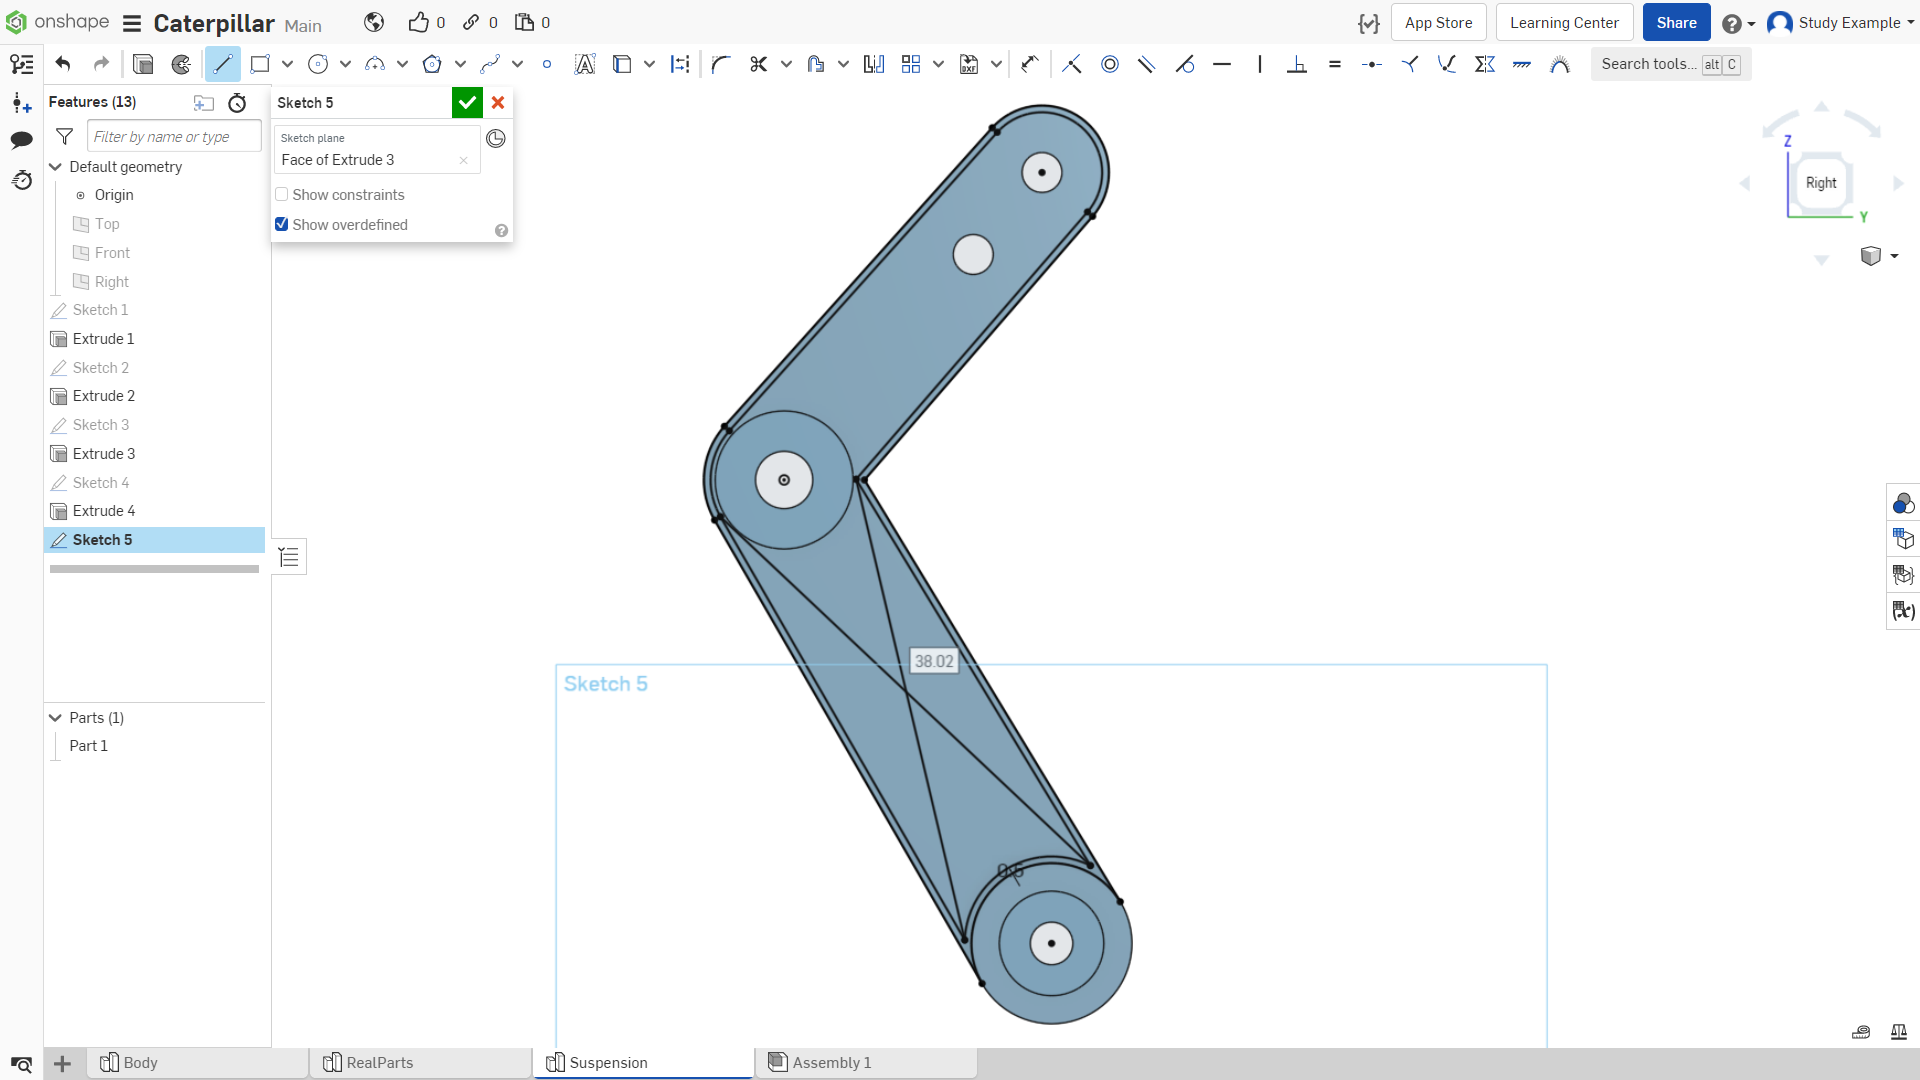 onshape Caterpillar Main 0 0 0 App Store Learning Center Share Study Example
Search tools... alt C
Features (13)
Filter by name or type
Default geometry
Origin
Top
Front
Right
Sketch 1
Extrude 1
Sketch 2
Extrude 2
Sketch 3
Extrude 3
Sketch 4
Extrude 4
Sketch 5
Parts (1)
Part 1
Sketch 5
Sketch plane
Face of Extrude 3
Show constraints
Show overdefined
Z
Right
Y
38.02
Sketch 5
0.5
Body RealParts Suspension Assembly 1